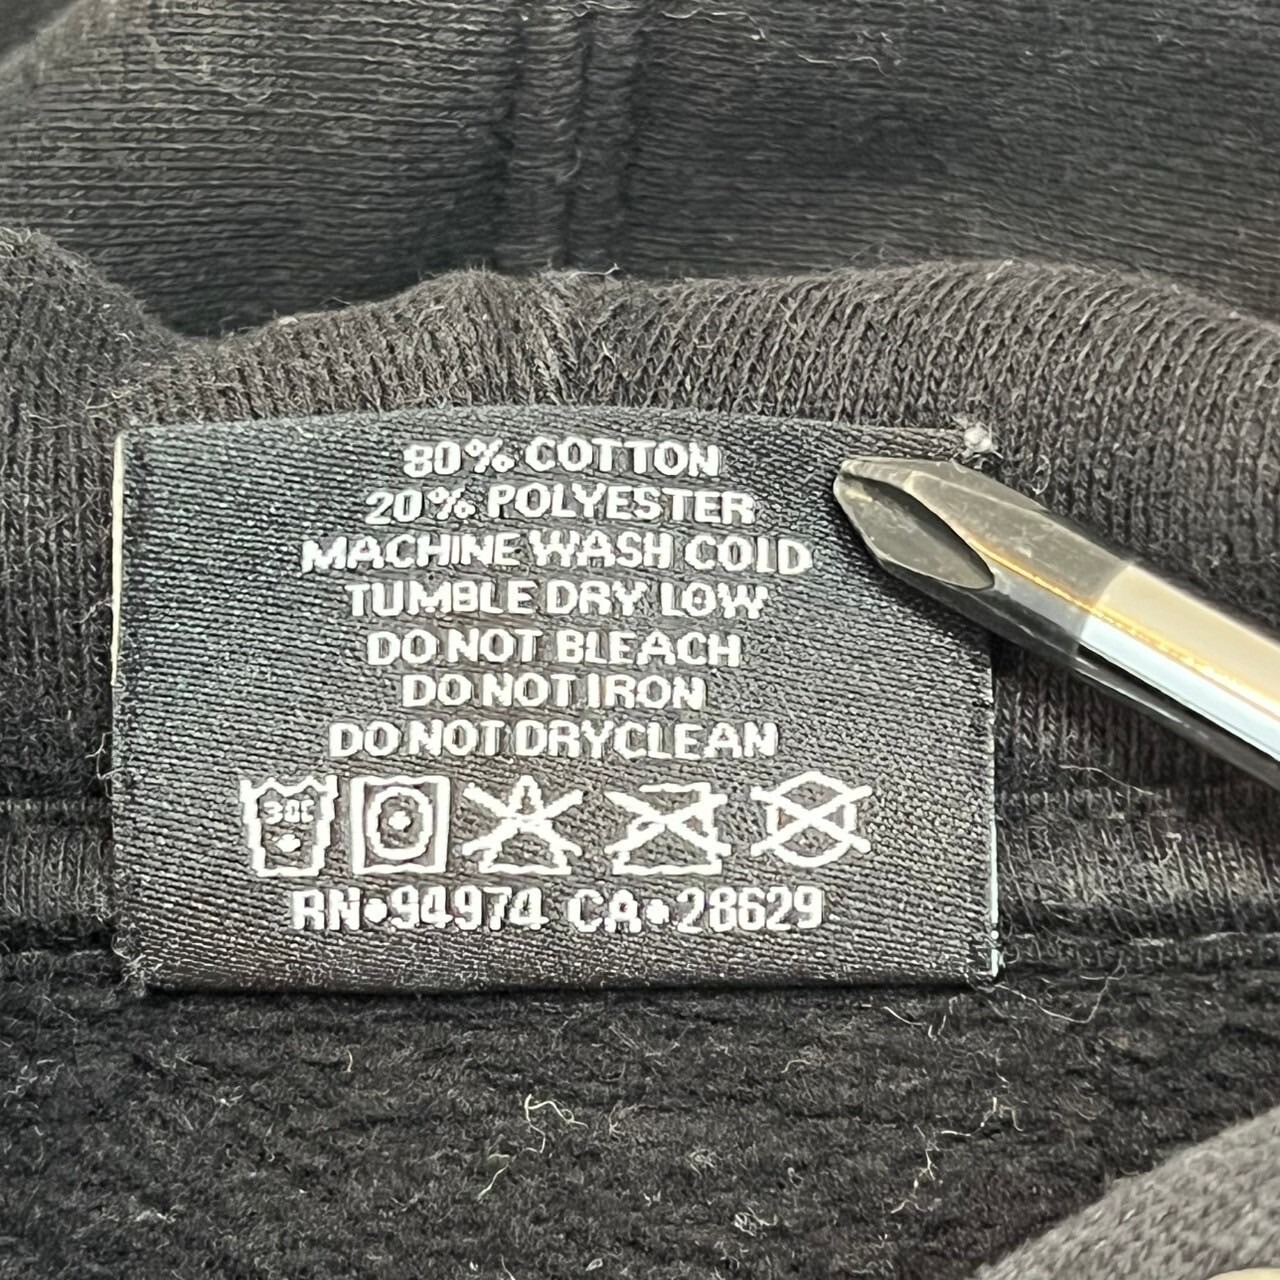 80% COTTON
20% POLYESTER
MACHINE WASH COLD
TUMBLE DRY LOW
DO NOT BLEACH
DO NOT IRON
DO NOT DRYCLEAN
30C
RN•94974 CA•28629